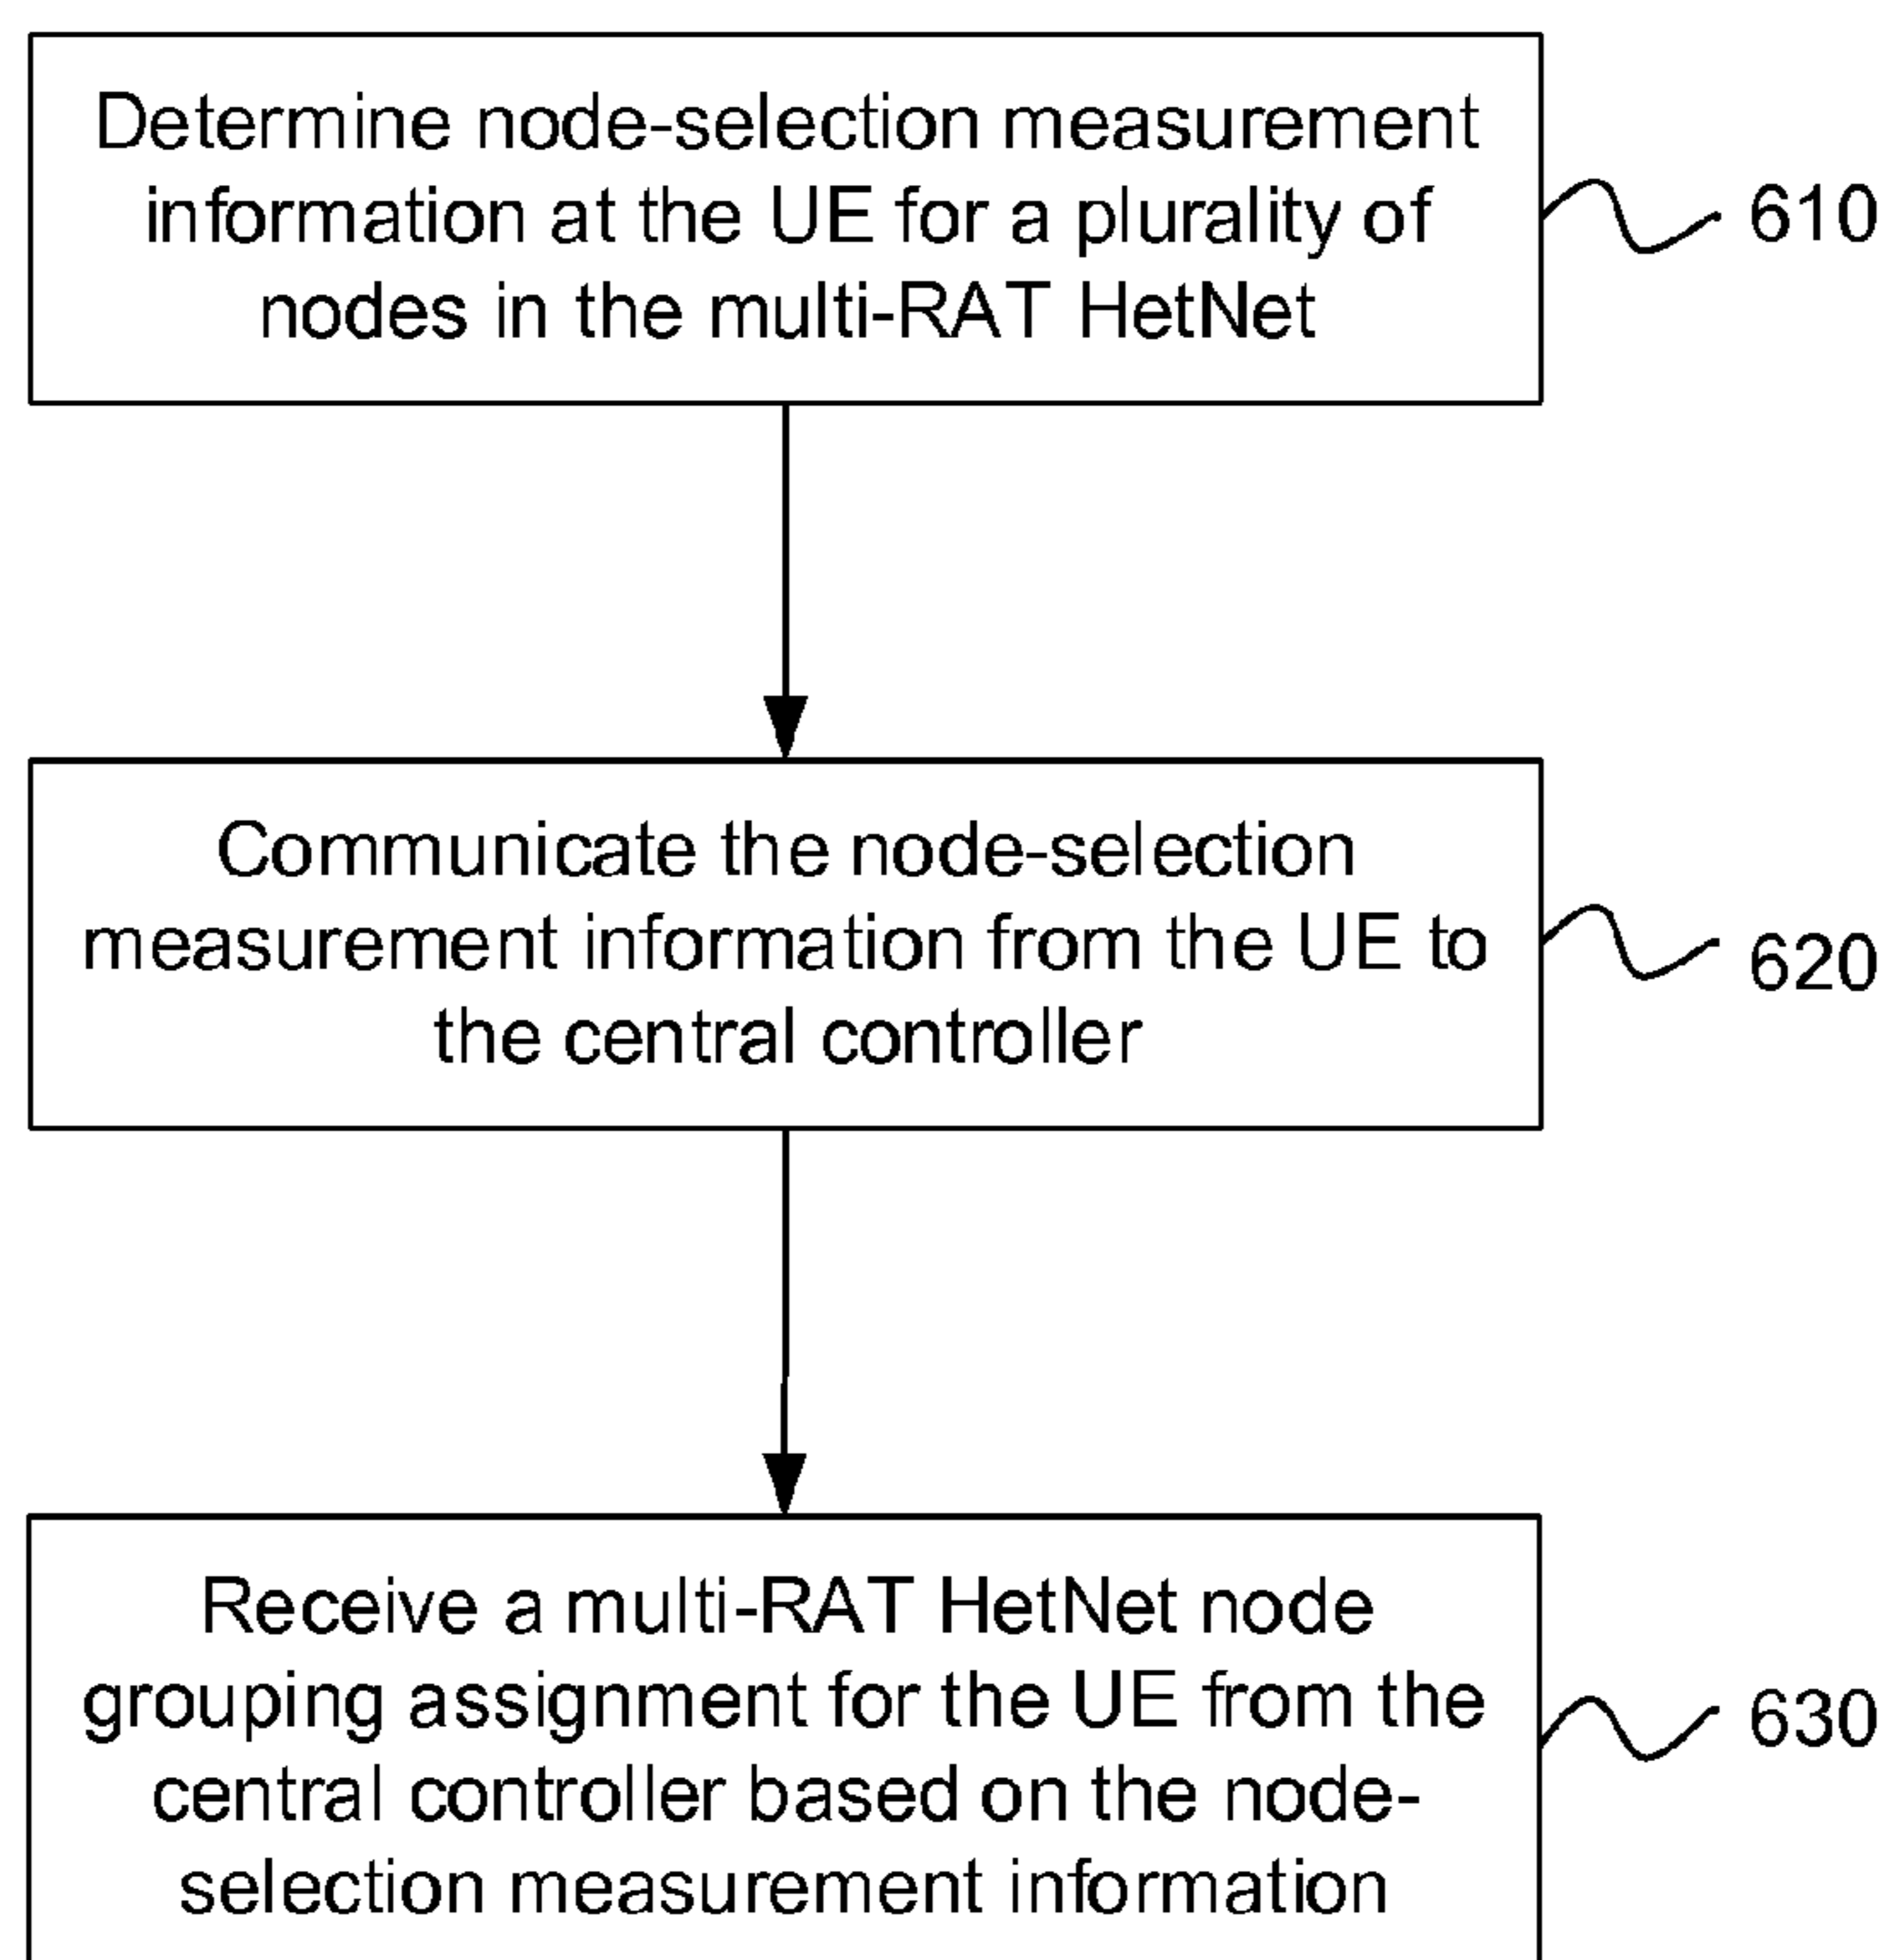 Determine node-selection measurement
information at the UE for a plurality of
nodes in the multi-RAT HetNet
610
Communicate the node-selection
measurement information from the UE to
the central controller
620
Receive a multi-RAT HetNet node
grouping assignment for the UE from the
central controller based on the node-
selection measurement information
630